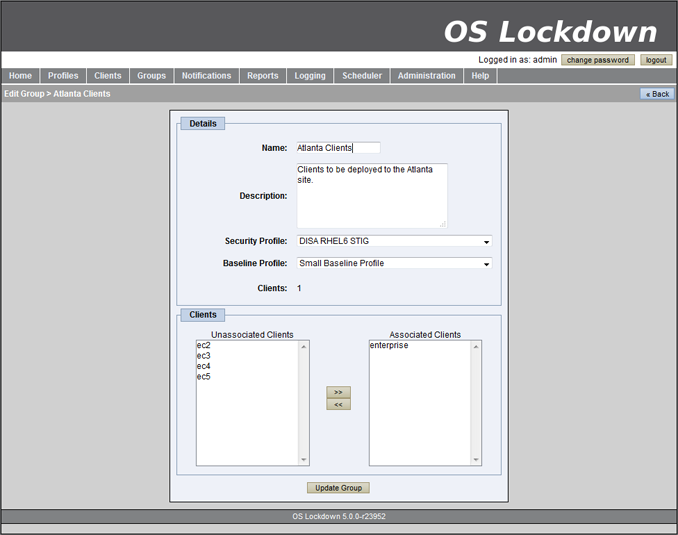 OS Lockdown
Logged in as: admin change password logout
Home Profiles Clients Groups Notifications Reports Logging Scheduler Administration Help
Edit Group > Atlanta Clients « Back
Details
Name: Atlanta Clients
Description: Clients to be deployed to the Atlanta
site.
Security Profile: DISA RHEL6 STIG
Baseline Profile: Small Baseline Profile
Clients: 1
Clients
Unassociated Clients Associated Clients
ec2 enterprise
ec3
ec4
ec5
>>
<<
Update Group
OS Lockdown 5.0.0-r23952